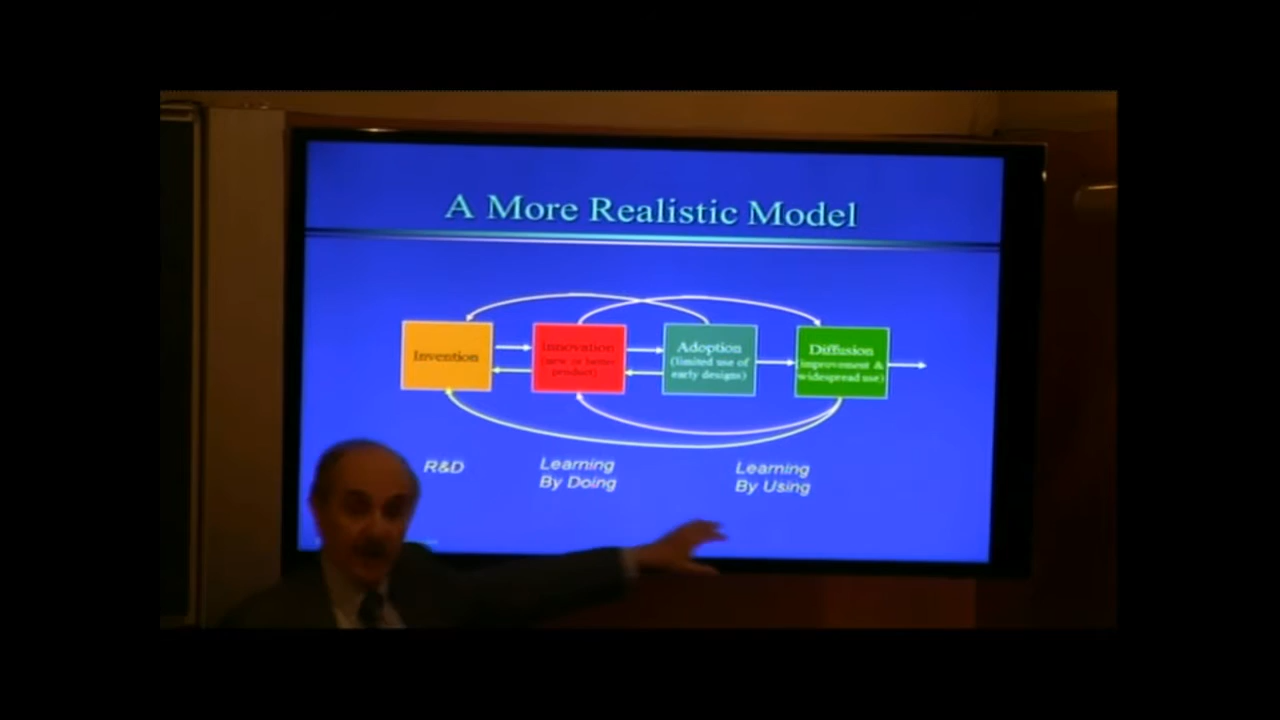 A More Realistic Model
Invention
Innovation
(new or better
product)
Adoption
(limited use of
early designs)
Diffusion
(improvement &
widespread use)
R&D
Learning
By Doing
Learning
By Using